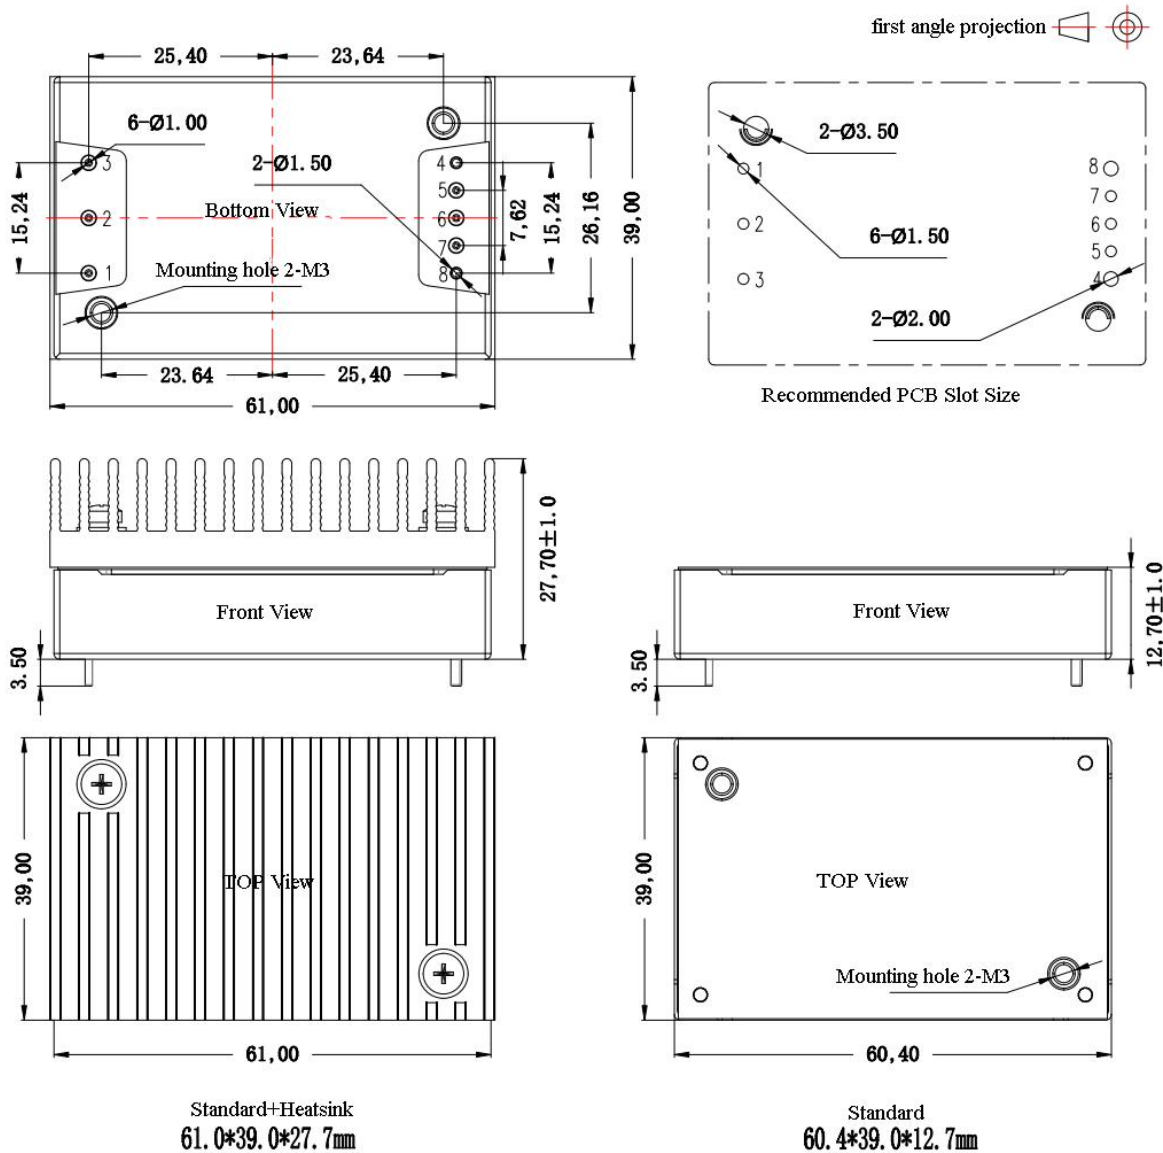 first angle projection
25,40
23,64
6-Ø1.00
2-Ø1.50
3
2
1
4
5
6
7
8
15,24
Bottom View
Mounting hole 2-M3
7,62
15,24
26,16
39,00
23.64
25,40
61,00
2-Ø3.50
1
2
3
8
7
6
5
4
6-Ø1.50
2-Ø2.00
Recommended PCB Slot Size
27,70±1.0
Front View
3.50
Front View
3.50
12,70±1.0
39,00
TOP View
61,00
39,00
TOP View
Mounting hole 2-M3
60,40
Standard+Heatsink
61.0*39.0*27.7mm
Standard
60.4*39.0*12.7mm